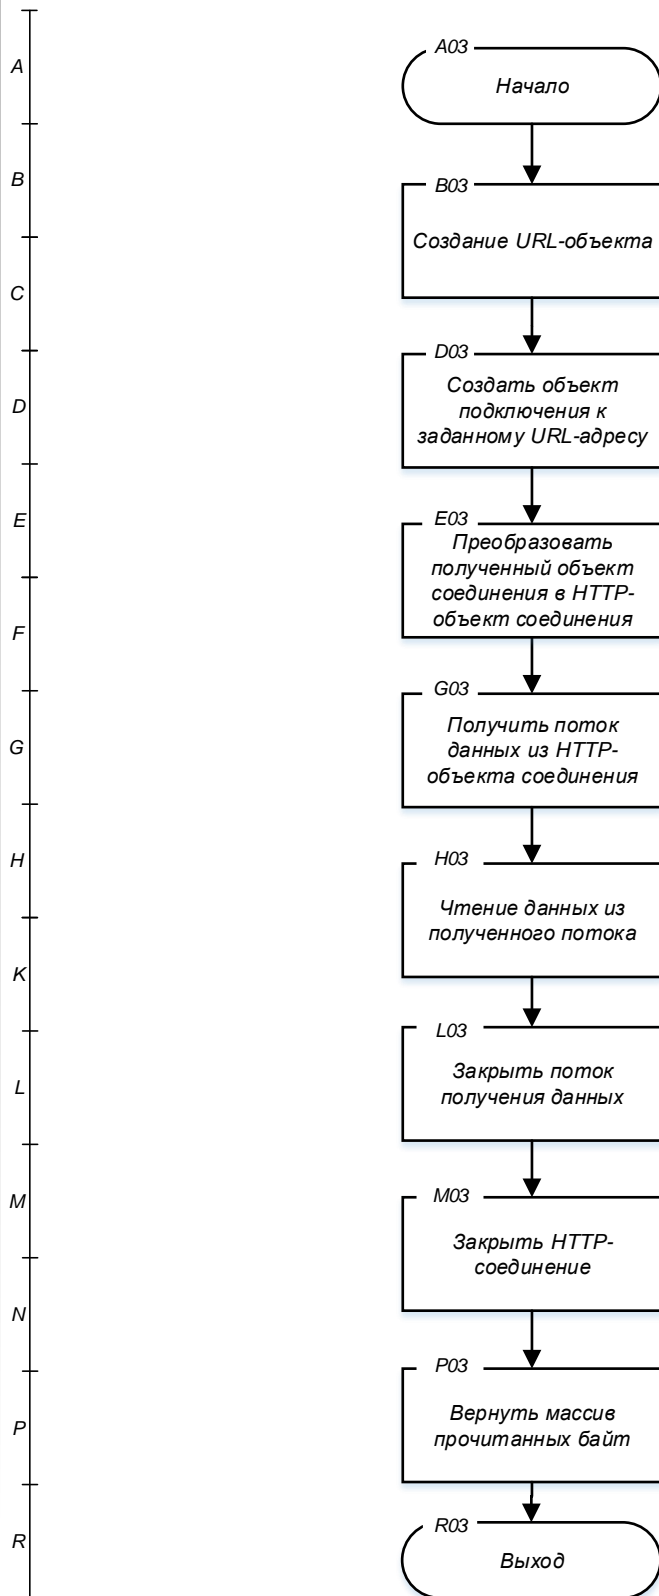 A
A03
Начало
B
B03
Создание URL-объекта
C
D03
D
Создать объект
подключения к
заданному URL-адресу
E
E03
Преобразовать
полученный объект
соединения в HTTP-
объект соединения
F
G03
G
Получить поток
данных из HTTP-
объекта соединения
H
H03
Чтение данных из
полученного потока
K
L03
L
Закрыть поток
получения данных
M
M03
Закрыть HTTP-
соединение
N
P03
P
Вернуть массив
прочитанных байт
R
R03
Выход